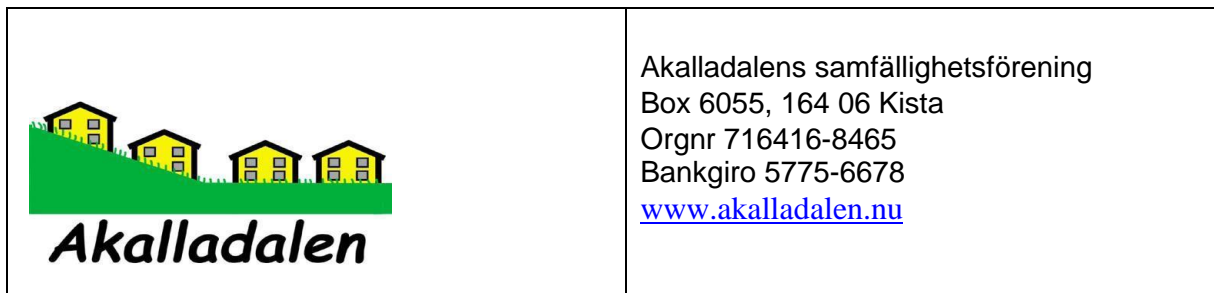 Akalladalen
Akalladalens samfällighetsförening
Box 6055, 164 06 Kista
Orgnr 716416-8465
Bankgiro 5775-6678
www.akalladalen.nu